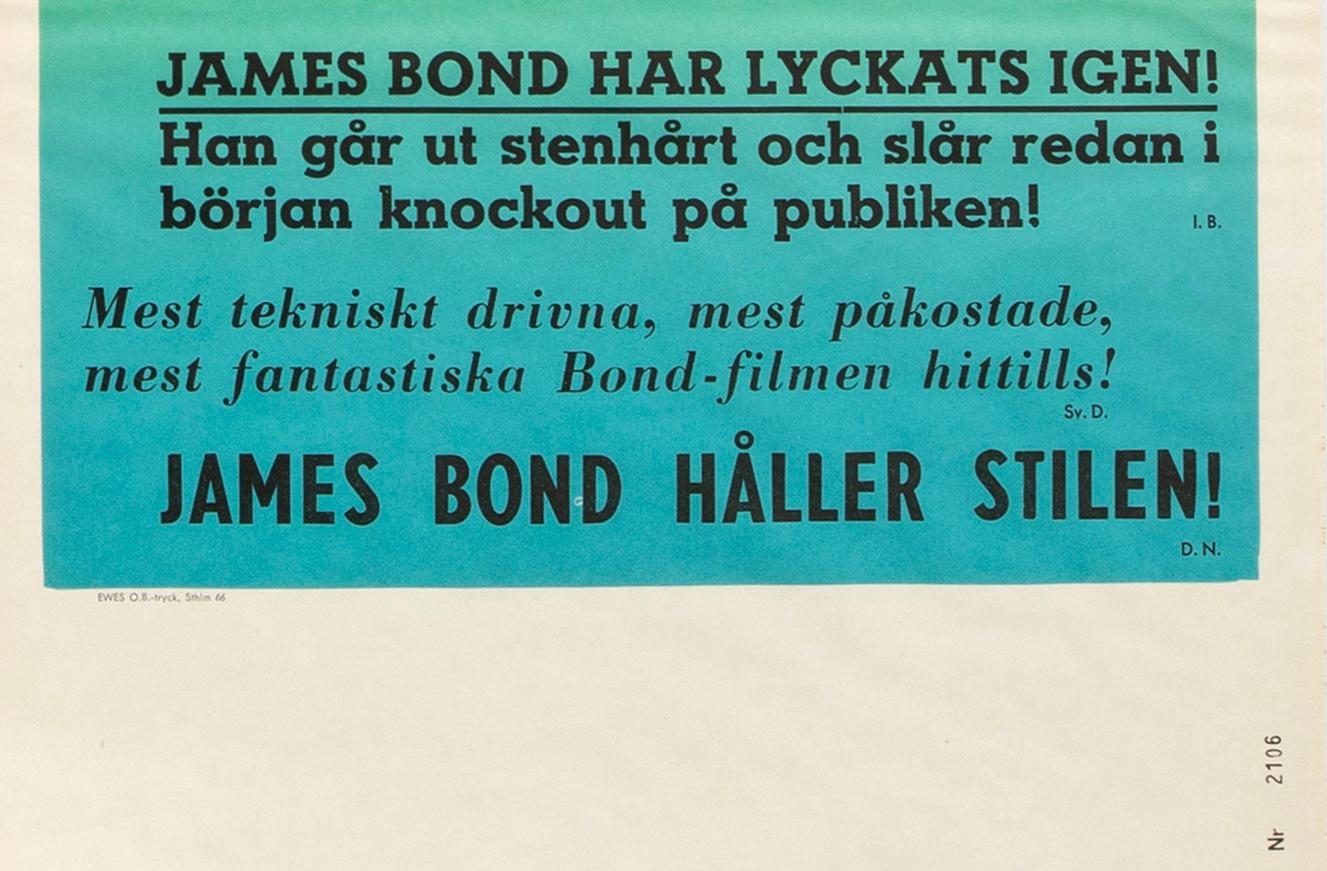 JAMES BOND HAR LYCKATS IGEN!
Han går ut stenhårt och slår redan i
början knockout på publiken!
I. B.
Mest tekniskt drivna, mest påkostade,
mest fantastiska Bond-filmen hittills!
Sv. D.
JAMES BOND HÅLLER STILEN!
D. N.
EWES O.B.-tryck, Sthlm 66
Nr 2106